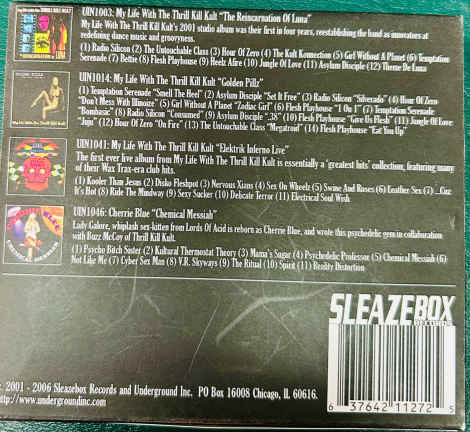 UIN1003: My Life With The Thrill Kill Kult "The Reincarnation Of Luna"
My Life With The Thrill Kill Kult's 2001 studio album was their first in four years, reestablishing the band as innovators at
redefining dance music and grooveyness.
(1) Radio Silicon (2) The Untouchable Class (3) Hour Of Zero (4) The Kult Konnection (5) Girl Without A Planet (6) Temptation
Serenade (7) Bettie (8) Flesh Playhouse (9) Heels Afire (10) Jungle Of Love (11) Asylum Disciple (12) Theme De Luna
UIN1014: My Life With The Thrill Kill Kult "Golden Pillz"
(1) Temptation Serenade "Smell The Heel" (2) Asylum Disciple "Set It Free" (3) Radio Silicon "Silverado" (4) Hour Of Zero
"Don't Mess With (5) Girl Without A Planet "Zodiac Girl" (6) Flesh Playhouse "1 On 1" (7) Temptation Serenade
"Bombasic" (8) Radio Silicon "Consumed" (9) Asylum Disciple ".38" (10) Flesh Playhouse "Give Us Flesh" (11) Jungle Of Love
"Juju" (12) Hour Of Zero "On Fire" (13) The Untouchable Class "Megatroid" (14) Flesh Playhouse "Eat You Up"
UIN1041: My Life With The Thrill Kill Kult "Elektrik Inferno Live"
The first ever live album from My Life With The Thrill Kill Kult is essentially a 'greatest hits' collection, featuring many
of their Wax Trax-era club hits.
(1) Kooler Than Jesus (2) Disko Fleshpot (3) Nervous Xians (4) Sex On Wheelz (5) Swine And Roses (6) Leather Sex (7) ...Cuz
It's Hot (8) Ride The Mindway (9) Sexy Sucker (10) Delicate Terror (11) Electrical Soul Wish
UIN1046: Cherrie Blue "Chemical Messiah"
Lady Galore, whiplash sex-kitten from Lords Of Acid is reborn as Cherrie Blue, and wrote this psychedelic gem in collaboration
with Buzz McCoy of Thrill Kill Kult.
(1) Psycho Bitch Sister (2) Kultural Thermostat Theory (3) Mama's Sugar (4) Psychedelic Professor (5) Chemical Messiah (6)
Not Like Me (7) Cyber Sex Man (8) V.R. Skyways (9) The Ritual (10) Spirit (11) Reality Distortion
SLEAZEBOX
RECORDS
2001 - 2006 Sleazebox Records and Underground Inc. PO Box 16008 Chicago, IL 60616.
http://www.undergroundinc.com
6 37642 11272 5